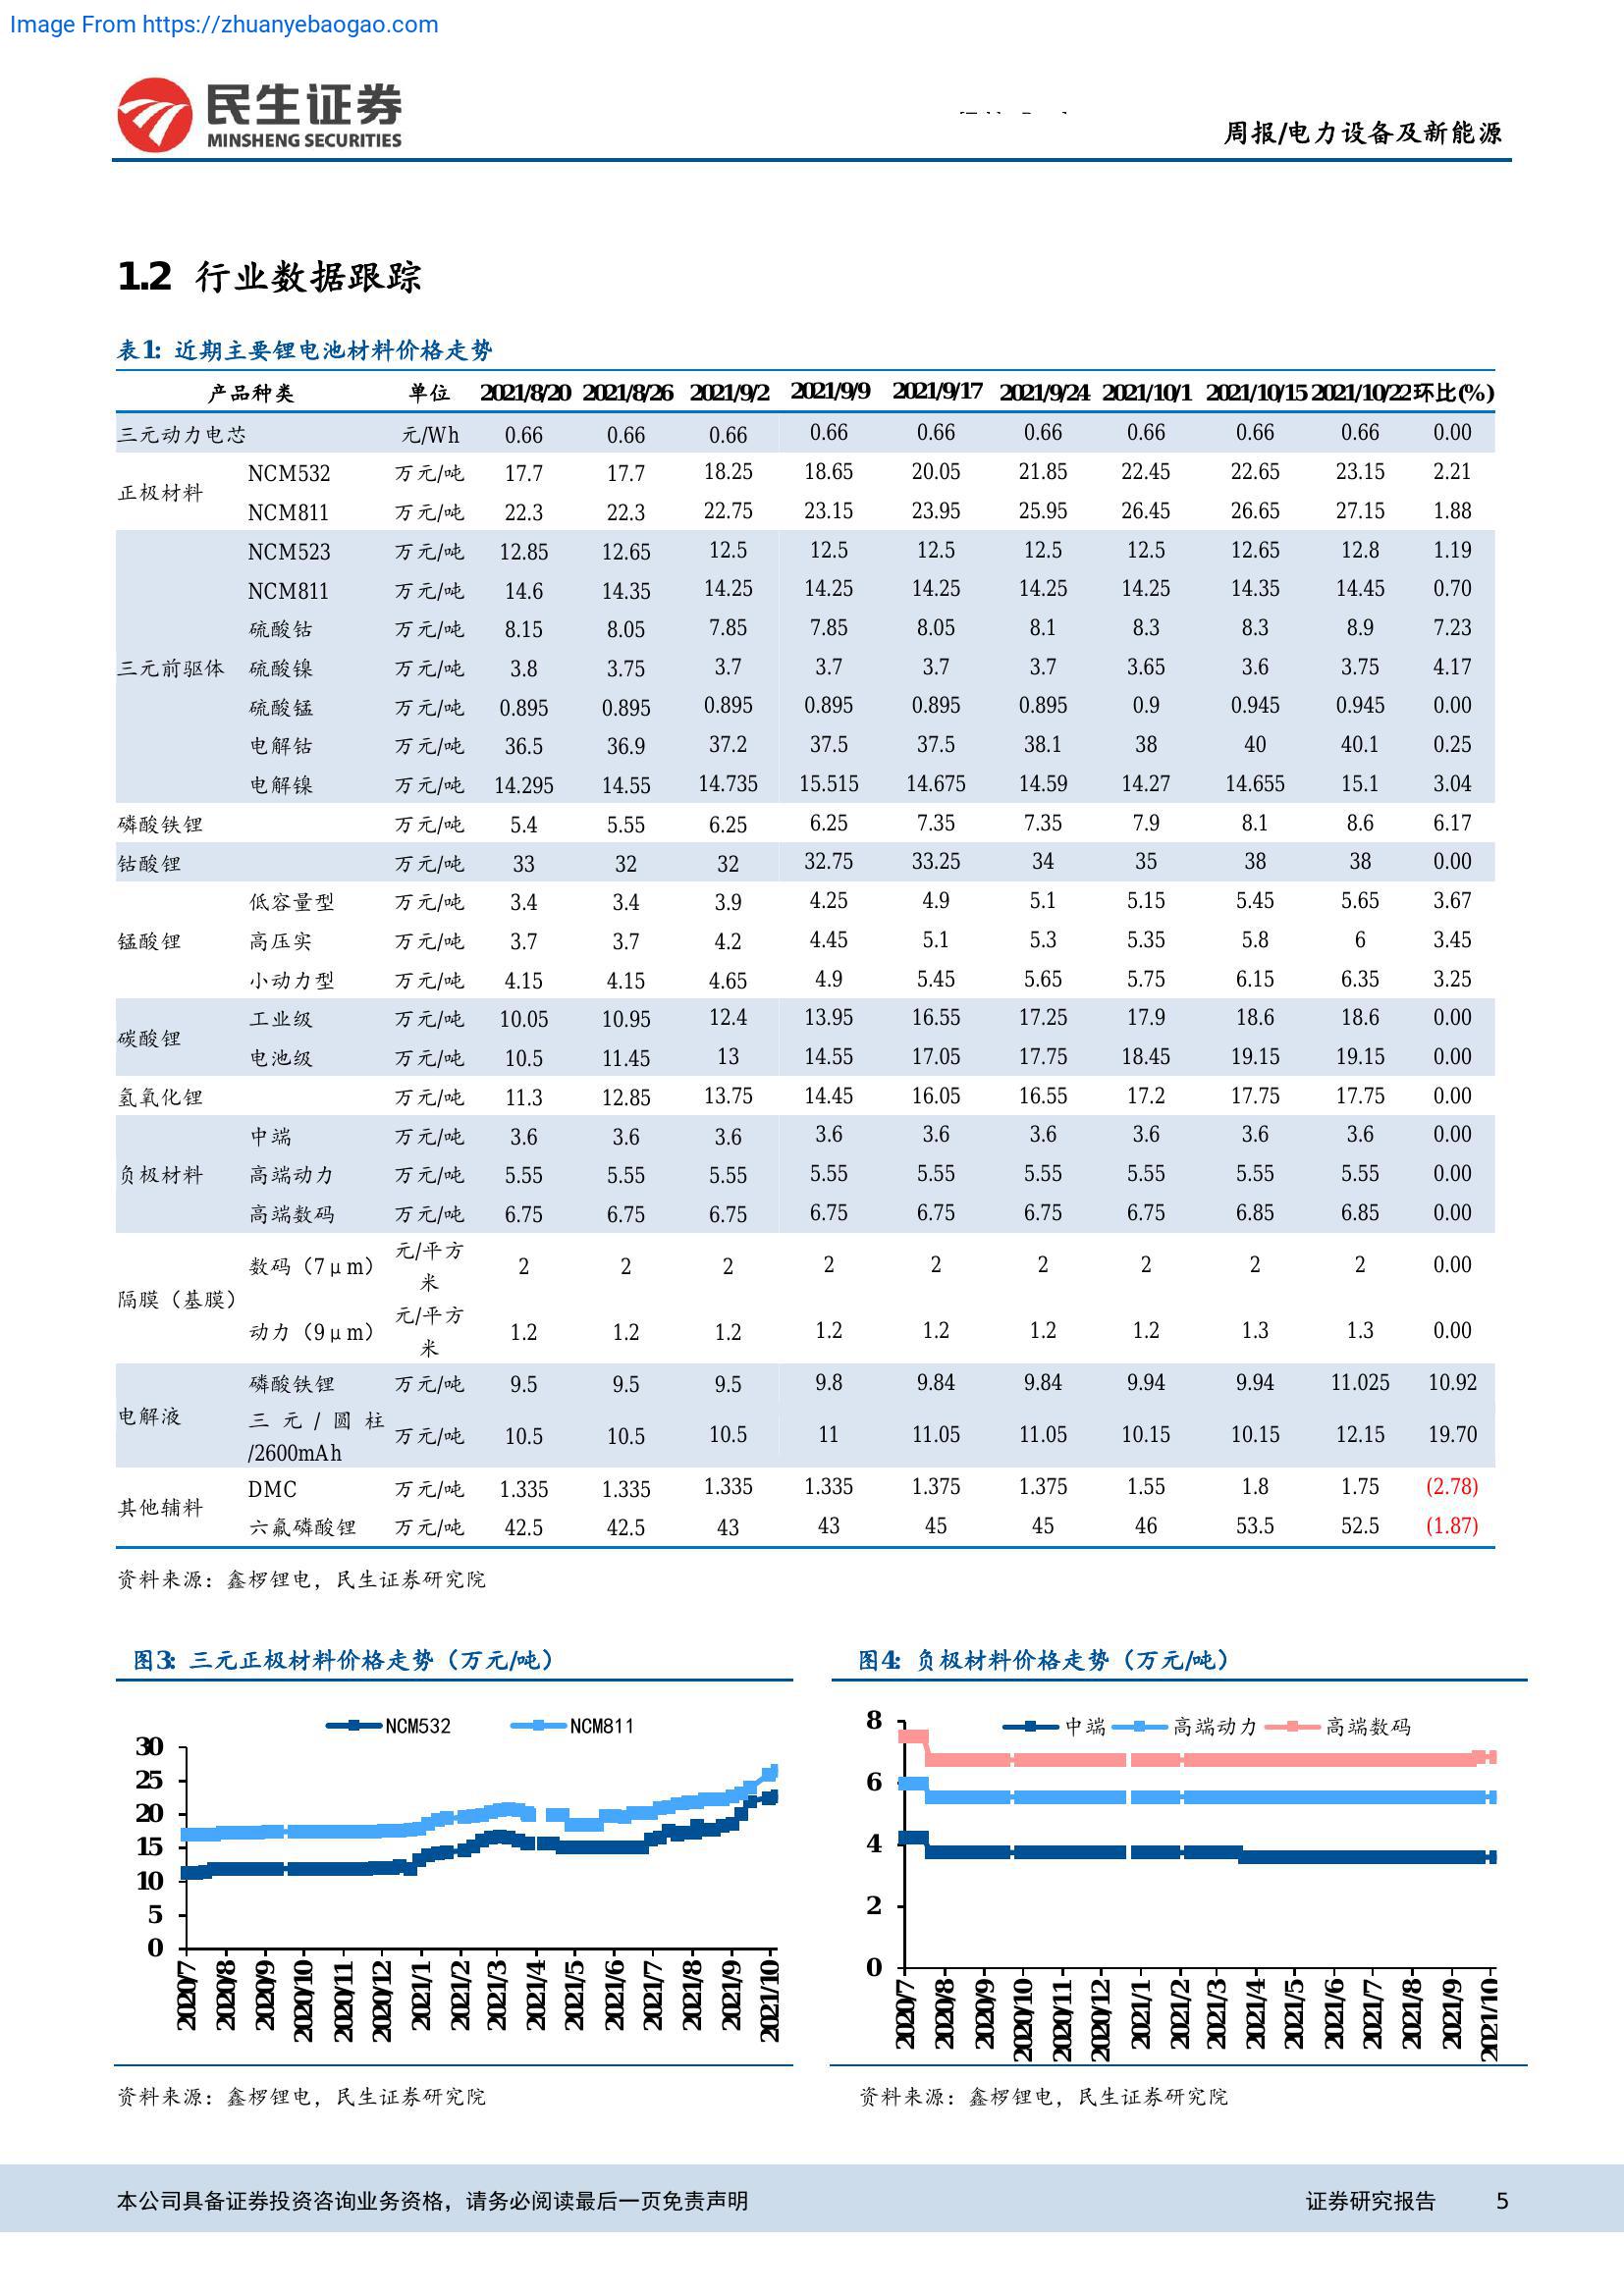 Image From https://zhuanyebaogao.com
民生证券
MINSHENG SECURITIES
周报/电力设备及新能源
1.2 行业数据跟踪
表1: 近期主要锂电池材料价格走势
产品种类 单位 2021/8/20 2021/8/26 2021/9/2 2021/9/9 2021/9/17 2021/9/24 2021/10/1 2021/10/15 2021/10/22 环比(%)
三元动力电芯 元/Wh 0.66 0.66 0.66 0.66 0.66 0.66 0.66 0.66 0.66 0.00
正极材料 NCM532 万元/吨 17.7 17.7 18.25 18.65 20.05 21.85 22.45 22.65 23.15 2.21
NCM811 万元/吨 22.3 22.3 22.75 23.15 23.95 25.95 26.45 26.65 27.15 1.88
三元前驱体 NCM523 万元/吨 12.85 12.65 12.5 12.5 12.5 12.5 12.5 12.65 12.8 1.19
NCM811 万元/吨 14.6 14.35 14.25 14.25 14.25 14.25 14.25 14.35 14.45 0.70
硫酸钴 万元/吨 8.15 8.05 7.85 7.85 8.05 8.1 8.3 8.3 8.9 7.23
硫酸镍 万元/吨 3.8 3.75 3.7 3.7 3.7 3.7 3.65 3.6 3.75 4.17
硫酸锰 万元/吨 0.895 0.895 0.895 0.895 0.895 0.895 0.9 0.945 0.945 0.00
电解钴 万元/吨 36.5 36.9 37.2 37.5 37.5 38.1 38 40 40.1 0.25
电解镍 万元/吨 14.295 14.55 14.735 15.515 14.675 14.59 14.27 14.655 15.1 3.04
磷酸铁锂 万元/吨 5.4 5.55 6.25 6.25 7.35 7.35 7.9 8.1 8.6 6.17
钴酸锂 万元/吨 33 32 32 32.75 33.25 34 35 38 38 0.00
锰酸锂 低容量型 万元/吨 3.4 3.4 3.9 4.25 4.9 5.1 5.15 5.45 5.65 3.67
高压实 万元/吨 3.7 3.7 4.2 4.45 5.1 5.3 5.35 5.8 6 3.45
小动力型 万元/吨 4.15 4.15 4.65 4.9 5.45 5.65 5.75 6.15 6.35 3.25
碳酸锂 工业级 万元/吨 10.05 10.95 12.4 13.95 16.55 17.25 17.9 18.6 18.6 0.00
电池级 万元/吨 10.5 11.45 13 14.55 17.05 17.75 18.45 19.15 19.15 0.00
氢氧化锂 万元/吨 11.3 12.85 13.75 14.45 16.05 16.55 17.2 17.75 17.75 0.00
负极材料 中端 万元/吨 3.6 3.6 3.6 3.6 3.6 3.6 3.6 3.6 3.6 0.00
高端动力 万元/吨 5.55 5.55 5.55 5.55 5.55 5.55 5.55 5.55 5.55 0.00
高端数码 万元/吨 6.75 6.75 6.75 6.75 6.75 6.75 6.75 6.85 6.85 0.00
隔膜（基膜） 数码（7μm） 元/平方米 2 2 2 2 2 2 2 2 2 0.00
动力（9μm） 元/平方米 1.2 1.2 1.2 1.2 1.2 1.2 1.2 1.3 1.3 0.00
电解液 磷酸铁锂 万元/吨 9.5 9.5 9.5 9.8 9.84 9.84 9.94 9.94 11.025 10.92
三元/圆柱/2600mAh 万元/吨 10.5 10.5 10.5 11 11.05 11.05 10.15 10.15 12.15 19.70
其他辅料 DMC 万元/吨 1.335 1.335 1.335 1.335 1.375 1.375 1.55 1.8 1.75 (2.78)
六氟磷酸锂 万元/吨 42.5 42.5 43 43 45 45 46 53.5 52.5 (1.87)
资料来源：鑫椤锂电，民生证券研究院
图3: 三元正极材料价格走势（万元/吨）
NCM532 NCM811
30
25
20
15
10
5
0
2020/7 2020/8 2020/9 2020/10 2020/11 2020/12 2021/1 2021/2 2021/3 2021/4 2021/5 2021/6 2021/7 2021/8 2021/9 2021/10
资料来源：鑫椤锂电，民生证券研究院
图4: 负极材料价格走势（万元/吨）
中端 高端动力 高端数码
8
6
4
2
0
2020/7 2020/8 2020/9 2020/10 2020/11 2020/12 2021/1 2021/2 2021/3 2021/4 2021/5 2021/6 2021/7 2021/8 2021/9 2021/10
资料来源：鑫椤锂电，民生证券研究院
本公司具备证券投资咨询业务资格，请务必阅读最后一页免责声明 证券研究报告 5